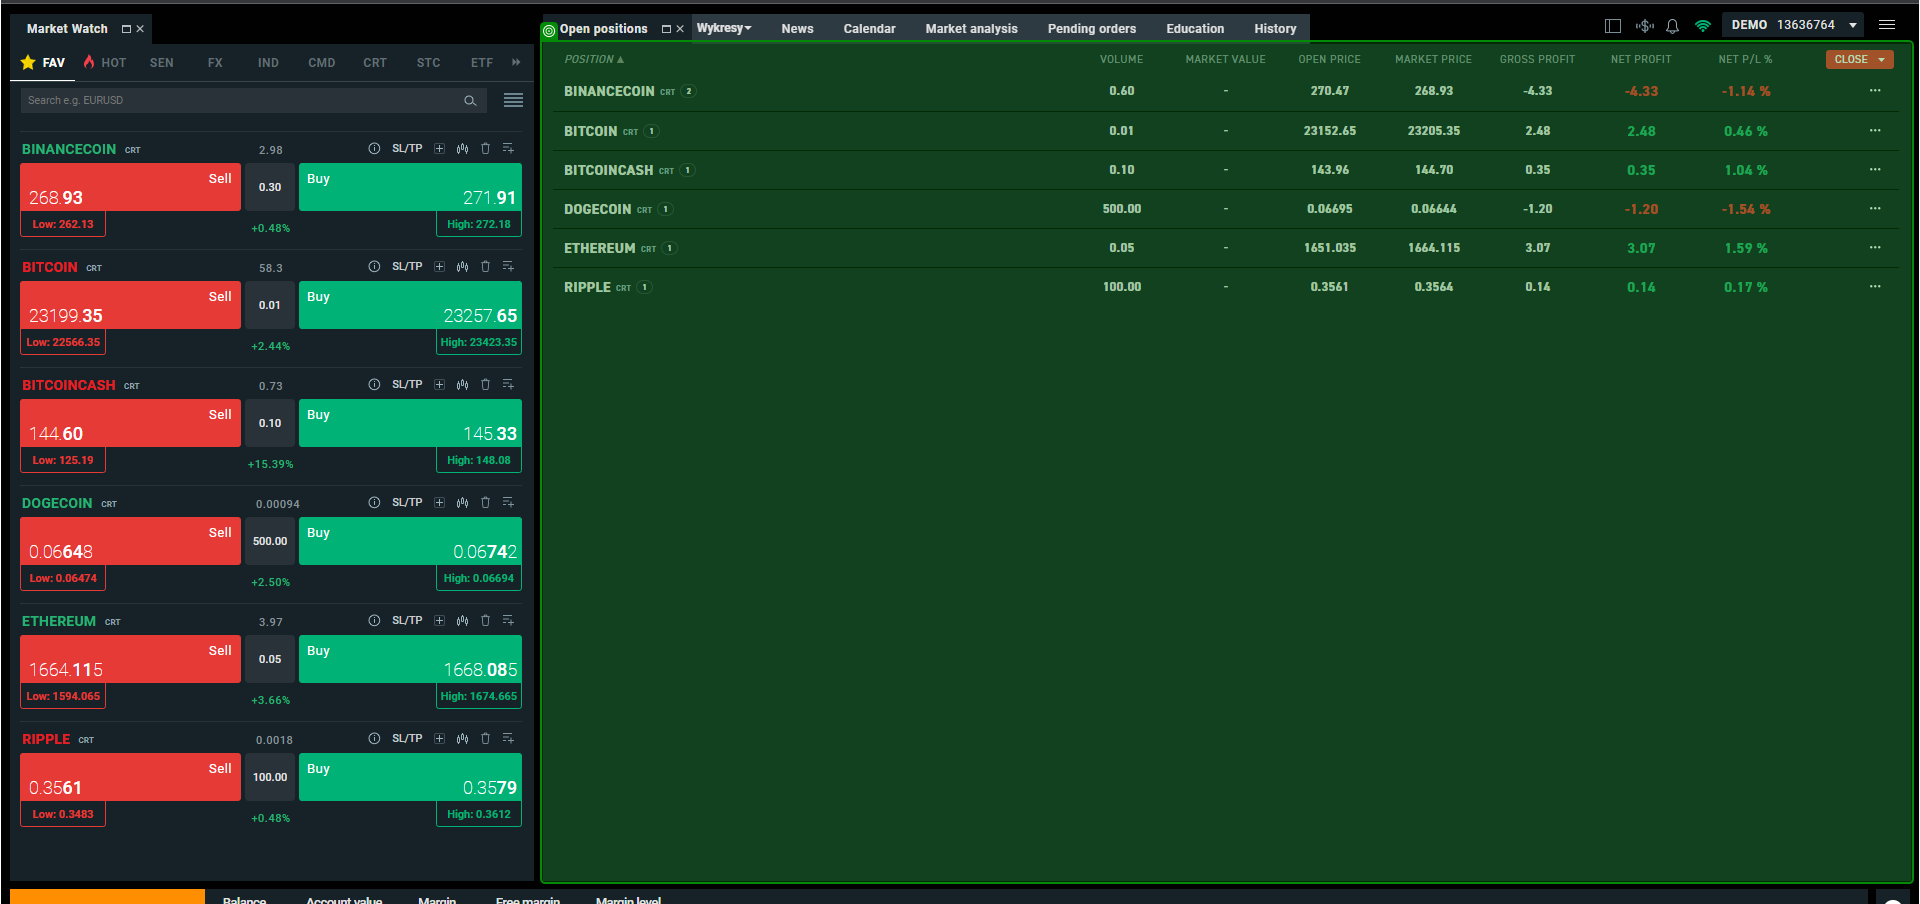 Market Watch
FAV HOT SEN FX IND CMD CRT STC ETF
Search e.g. EURUSD
BINANCECOIN CRT 2.98 SL/TP
Sell 268.93 0.30 Buy 271.91
Low: 262.13 +0.48% High: 272.18
BITCOIN CRT 58.3 SL/TP
Sell 23199.35 0.01 Buy 23257.65
Low: 22566.35 +2.44% High: 23423.35
BITCOINCASH CRT 0.73 SL/TP
Sell 144.60 0.10 Buy 145.33
Low: 125.19 +15.39% High: 148.08
DOGECOIN CRT 0.00094 SL/TP
Sell 0.06648 500.00 Buy 0.06742
Low: 0.06474 +2.50% High: 0.06694
ETHEREUM CRT 3.97 SL/TP
Sell 1664.115 0.05 Buy 1668.085
Low: 1594.065 +3.66% High: 1674.665
RIPPLE CRT 0.0018 SL/TP
Sell 0.3561 100.00 Buy 0.3579
Low: 0.3483 +0.48% High: 0.3612
Open positions Wykresy News Calendar Market analysis Pending orders Education History
DEMO 13636764
POSITION VOLUME MARKET VALUE OPEN PRICE MARKET PRICE GROSS PROFIT NET PROFIT NET P/L % CLOSE
BINANCECOIN CRT 2 0.60 - 270.47 268.93 -4.33 -4.33 -1.14 % ...
BITCOIN CRT 1 0.01 - 23152.65 23205.35 2.48 2.48 0.46 % ...
BITCOINCASH CRT 1 0.10 - 143.96 144.70 0.35 0.35 1.04 % ...
DOGECOIN CRT 1 500.00 - 0.06695 0.06644 -1.20 -1.20 -1.54 % ...
ETHEREUM CRT 1 0.05 - 1651.035 1664.115 3.07 3.07 1.59 % ...
RIPPLE CRT 1 100.00 - 0.3561 0.3564 0.14 0.14 0.17 % ...
Balance Account value Margin Free margin Margin level